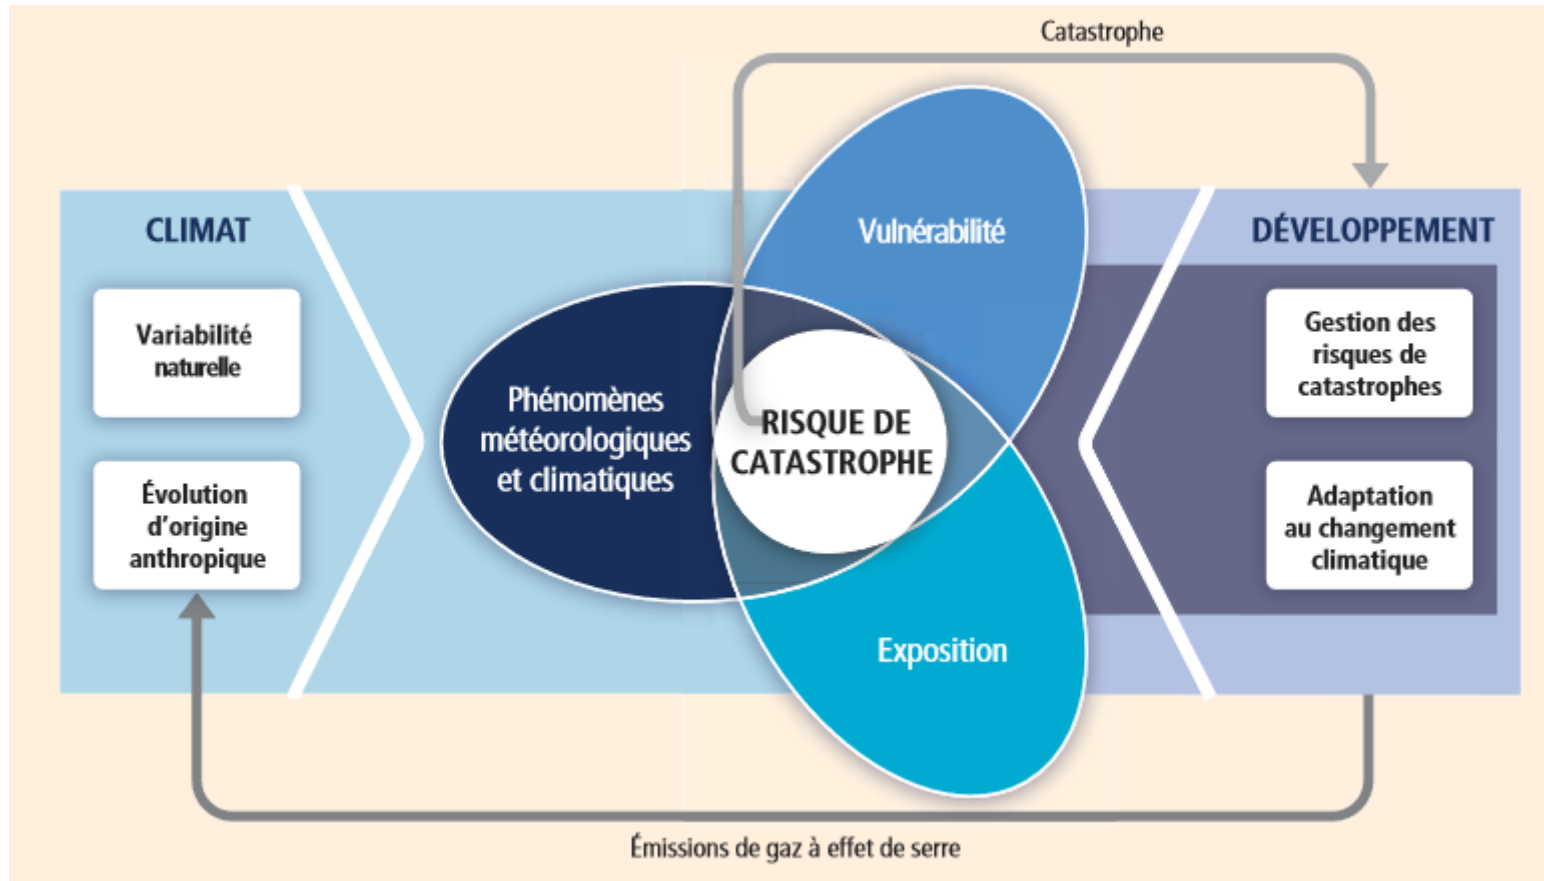 Catastrophe
CLIMAT
Variabilité
naturelle
Évolution
d’origine
anthropique
Phénomènes
météorologiques
et climatiques
Vulnérabilité
RISQUE DE
CATASTROPHE
Exposition
DÉVELOPPEMENT
Gestion des
risques de
catastrophes
Adaptation
au changement
climatique
Émissions de gaz à effet de serre